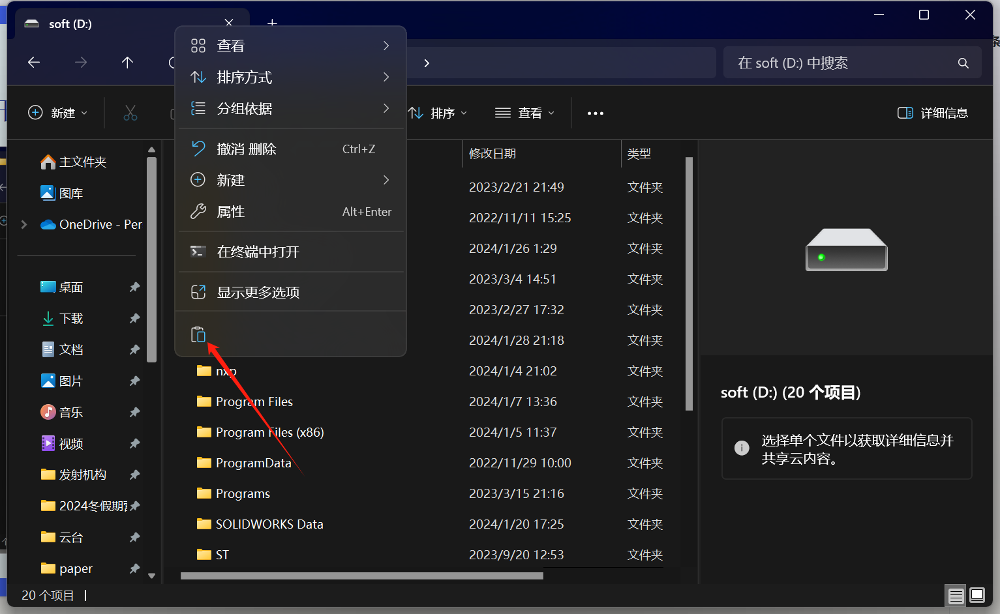 soft (D:)
在 soft (D:) 中搜索
查看
排序方式
分组依据
撤消 删除 Ctrl+Z
新建
属性 Alt+Enter
在终端中打开
显示更多选项
新建
排序
查看
详细信息
主文件夹
图库
OneDrive - Per
桌面
下载
文档
图片
音乐
视频
发射机构
2024冬假期
云台
paper
修改日期 类型
2023/2/21 21:49 文件夹
2022/11/11 15:25 文件夹
2024/1/26 1:29 文件夹
2023/3/4 14:51 文件夹
2023/2/27 17:32 文件夹
2024/1/28 21:18 文件夹
nxp 2024/1/4 21:02 文件夹
Program Files 2024/1/7 13:36 文件夹
Program Files (x86) 2024/1/5 11:37 文件夹
ProgramData 2022/11/29 10:00 文件夹
Programs 2023/3/15 21:16 文件夹
SOLIDWORKS Data 2024/1/20 17:25 文件夹
ST 2023/9/20 12:53 文件夹
soft (D:) (20 个项目)
选择单个文件以获取详细信息并
共享云内容。
20 个项目